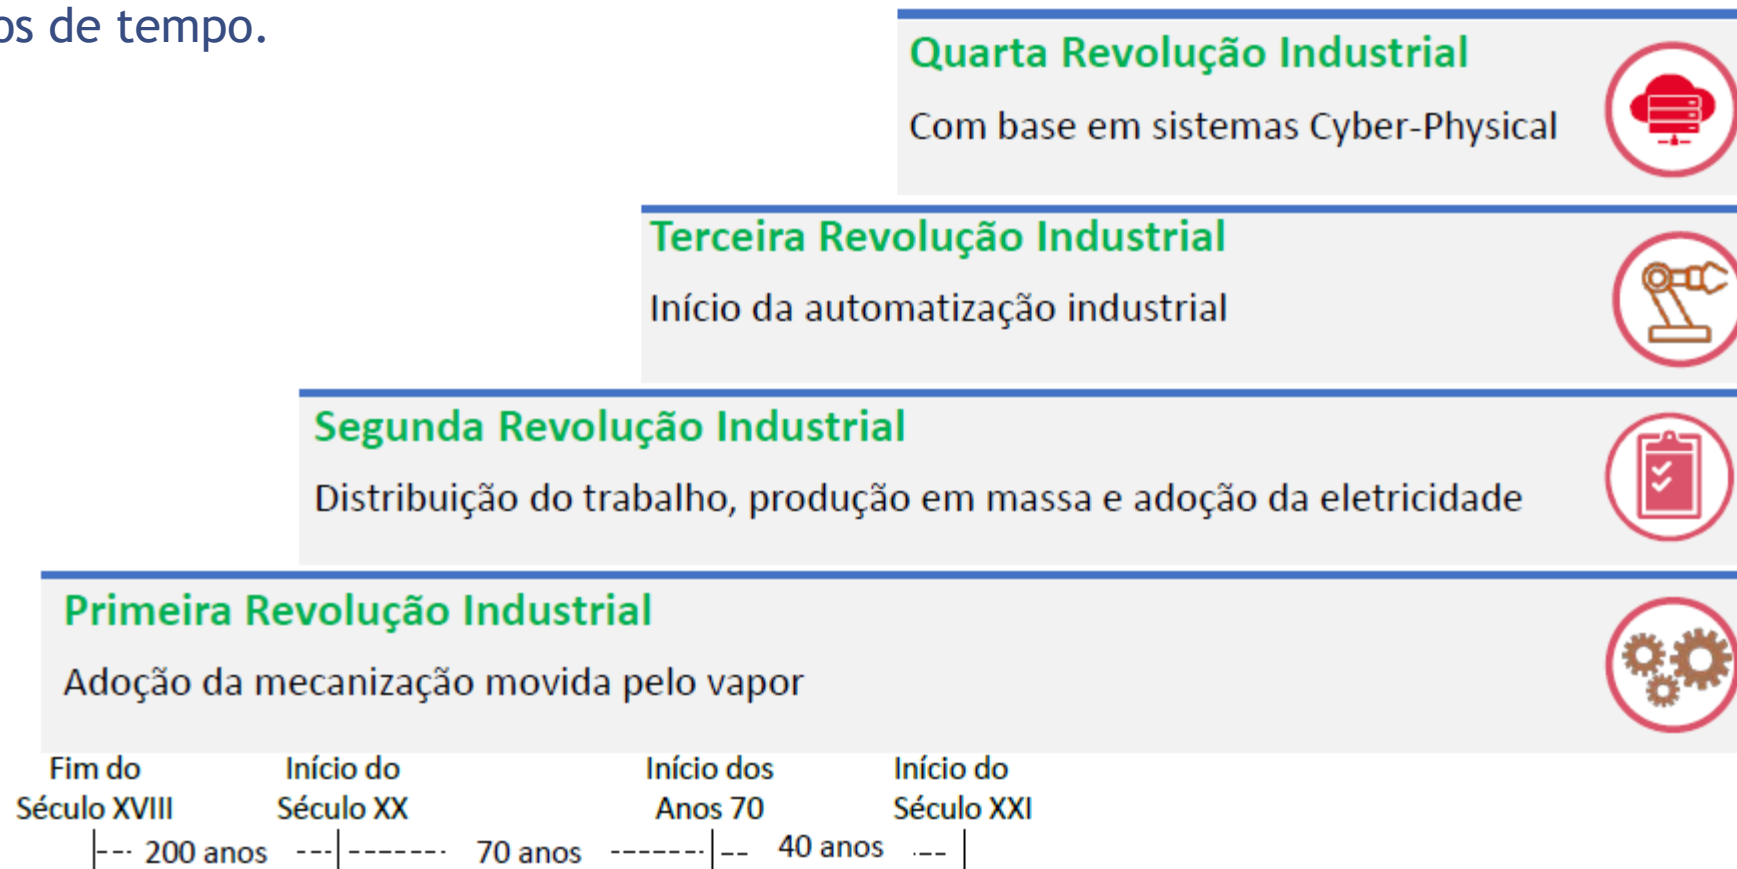 de tempo.
Quarta Revolução Industrial
Com base em sistemas Cyber-Physical
Terceira Revolução Industrial
Início da automatização industrial
Segunda Revolução Industrial
Distribuição do trabalho, produção em massa e adoção da eletricidade
Primeira Revolução Industrial
Adoção da mecanização movida pelo vapor
Fim do
Século XVIII
Início do
Século XX
Início dos
Anos 70
Início do
Século XXI
200 anos
70 anos
40 anos